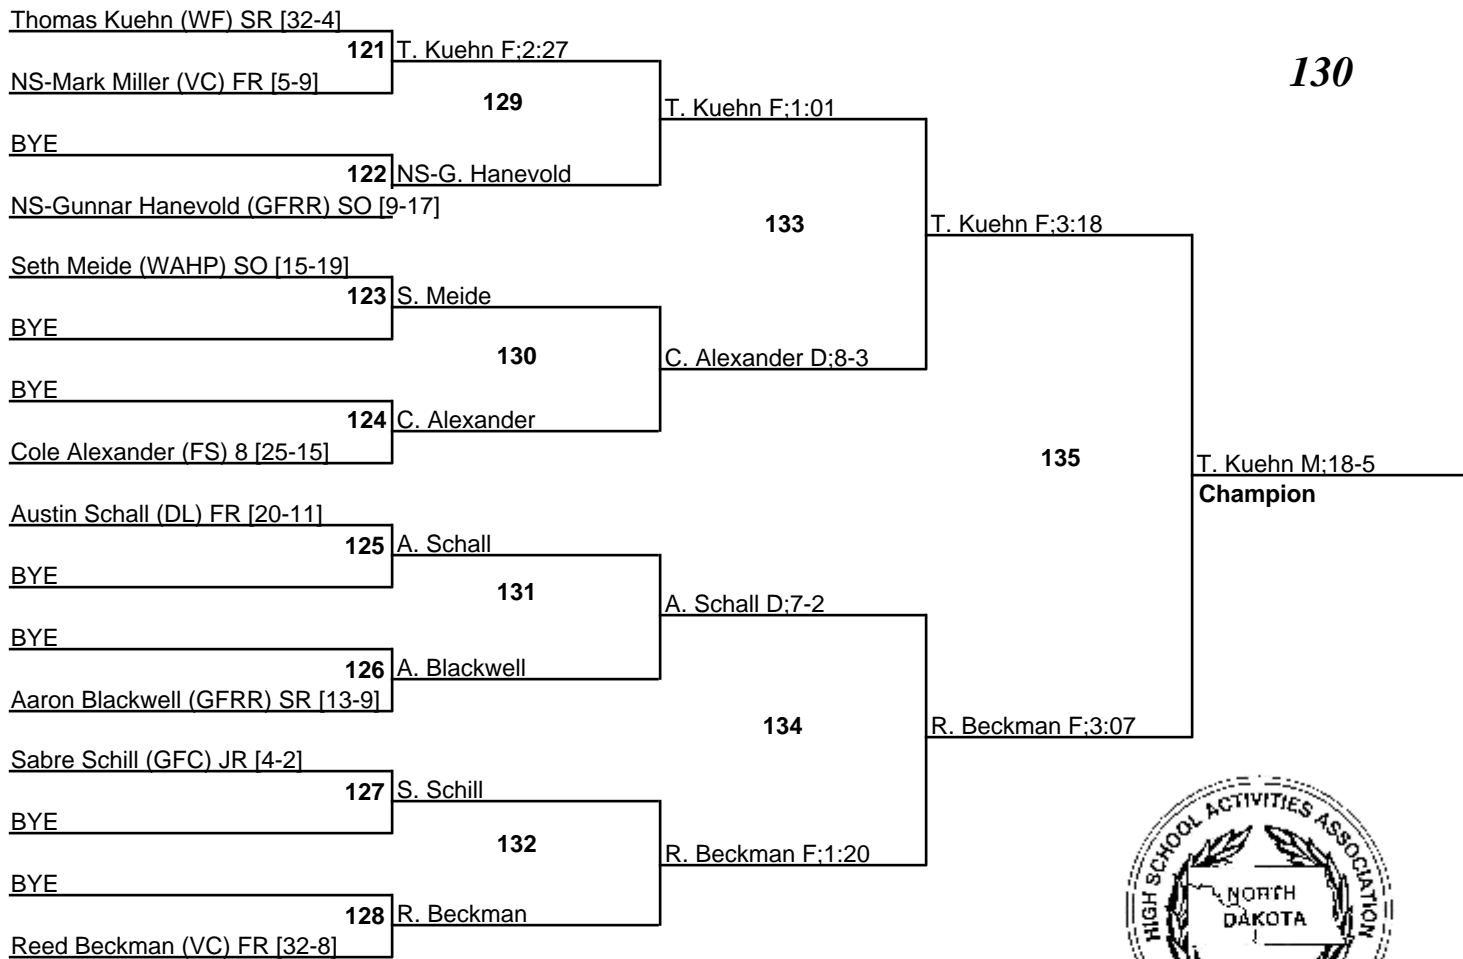 Thomas Kuehn (WF) SR [32-4]
121 T. Kuehn F;2:27
130
NS-Mark Miller (VC) FR [5-9]
129
T. Kuehn F;1:01
BYE
122 NS-G. Hanevold
NS-Gunnar Hanevold (GFRR) SO [9-17]
133
T. Kuehn F;3:18
Seth Meide (WAHP) SO [15-19]
123 S. Meide
BYE
130
C. Alexander D;8-3
BYE
124 C. Alexander
Cole Alexander (FS) 8 [25-15]
135
T. Kuehn M;18-5
Champion
Austin Schall (DL) FR [20-11]
125 A. Schall
BYE
131
A. Schall D;7-2
BYE
126 A. Blackwell
Aaron Blackwell (GFRR) SR [13-9]
134
R. Beckman F;3:07
Sabre Schill (GFC) JR [4-2]
127 S. Schill
BYE
132
R. Beckman F;1:20
BYE
128 R. Beckman
Reed Beckman (VC) FR [32-8]
HIGH SCHOOL ACTIVITIES ASSOCIATION
NORTH
DAKOTA